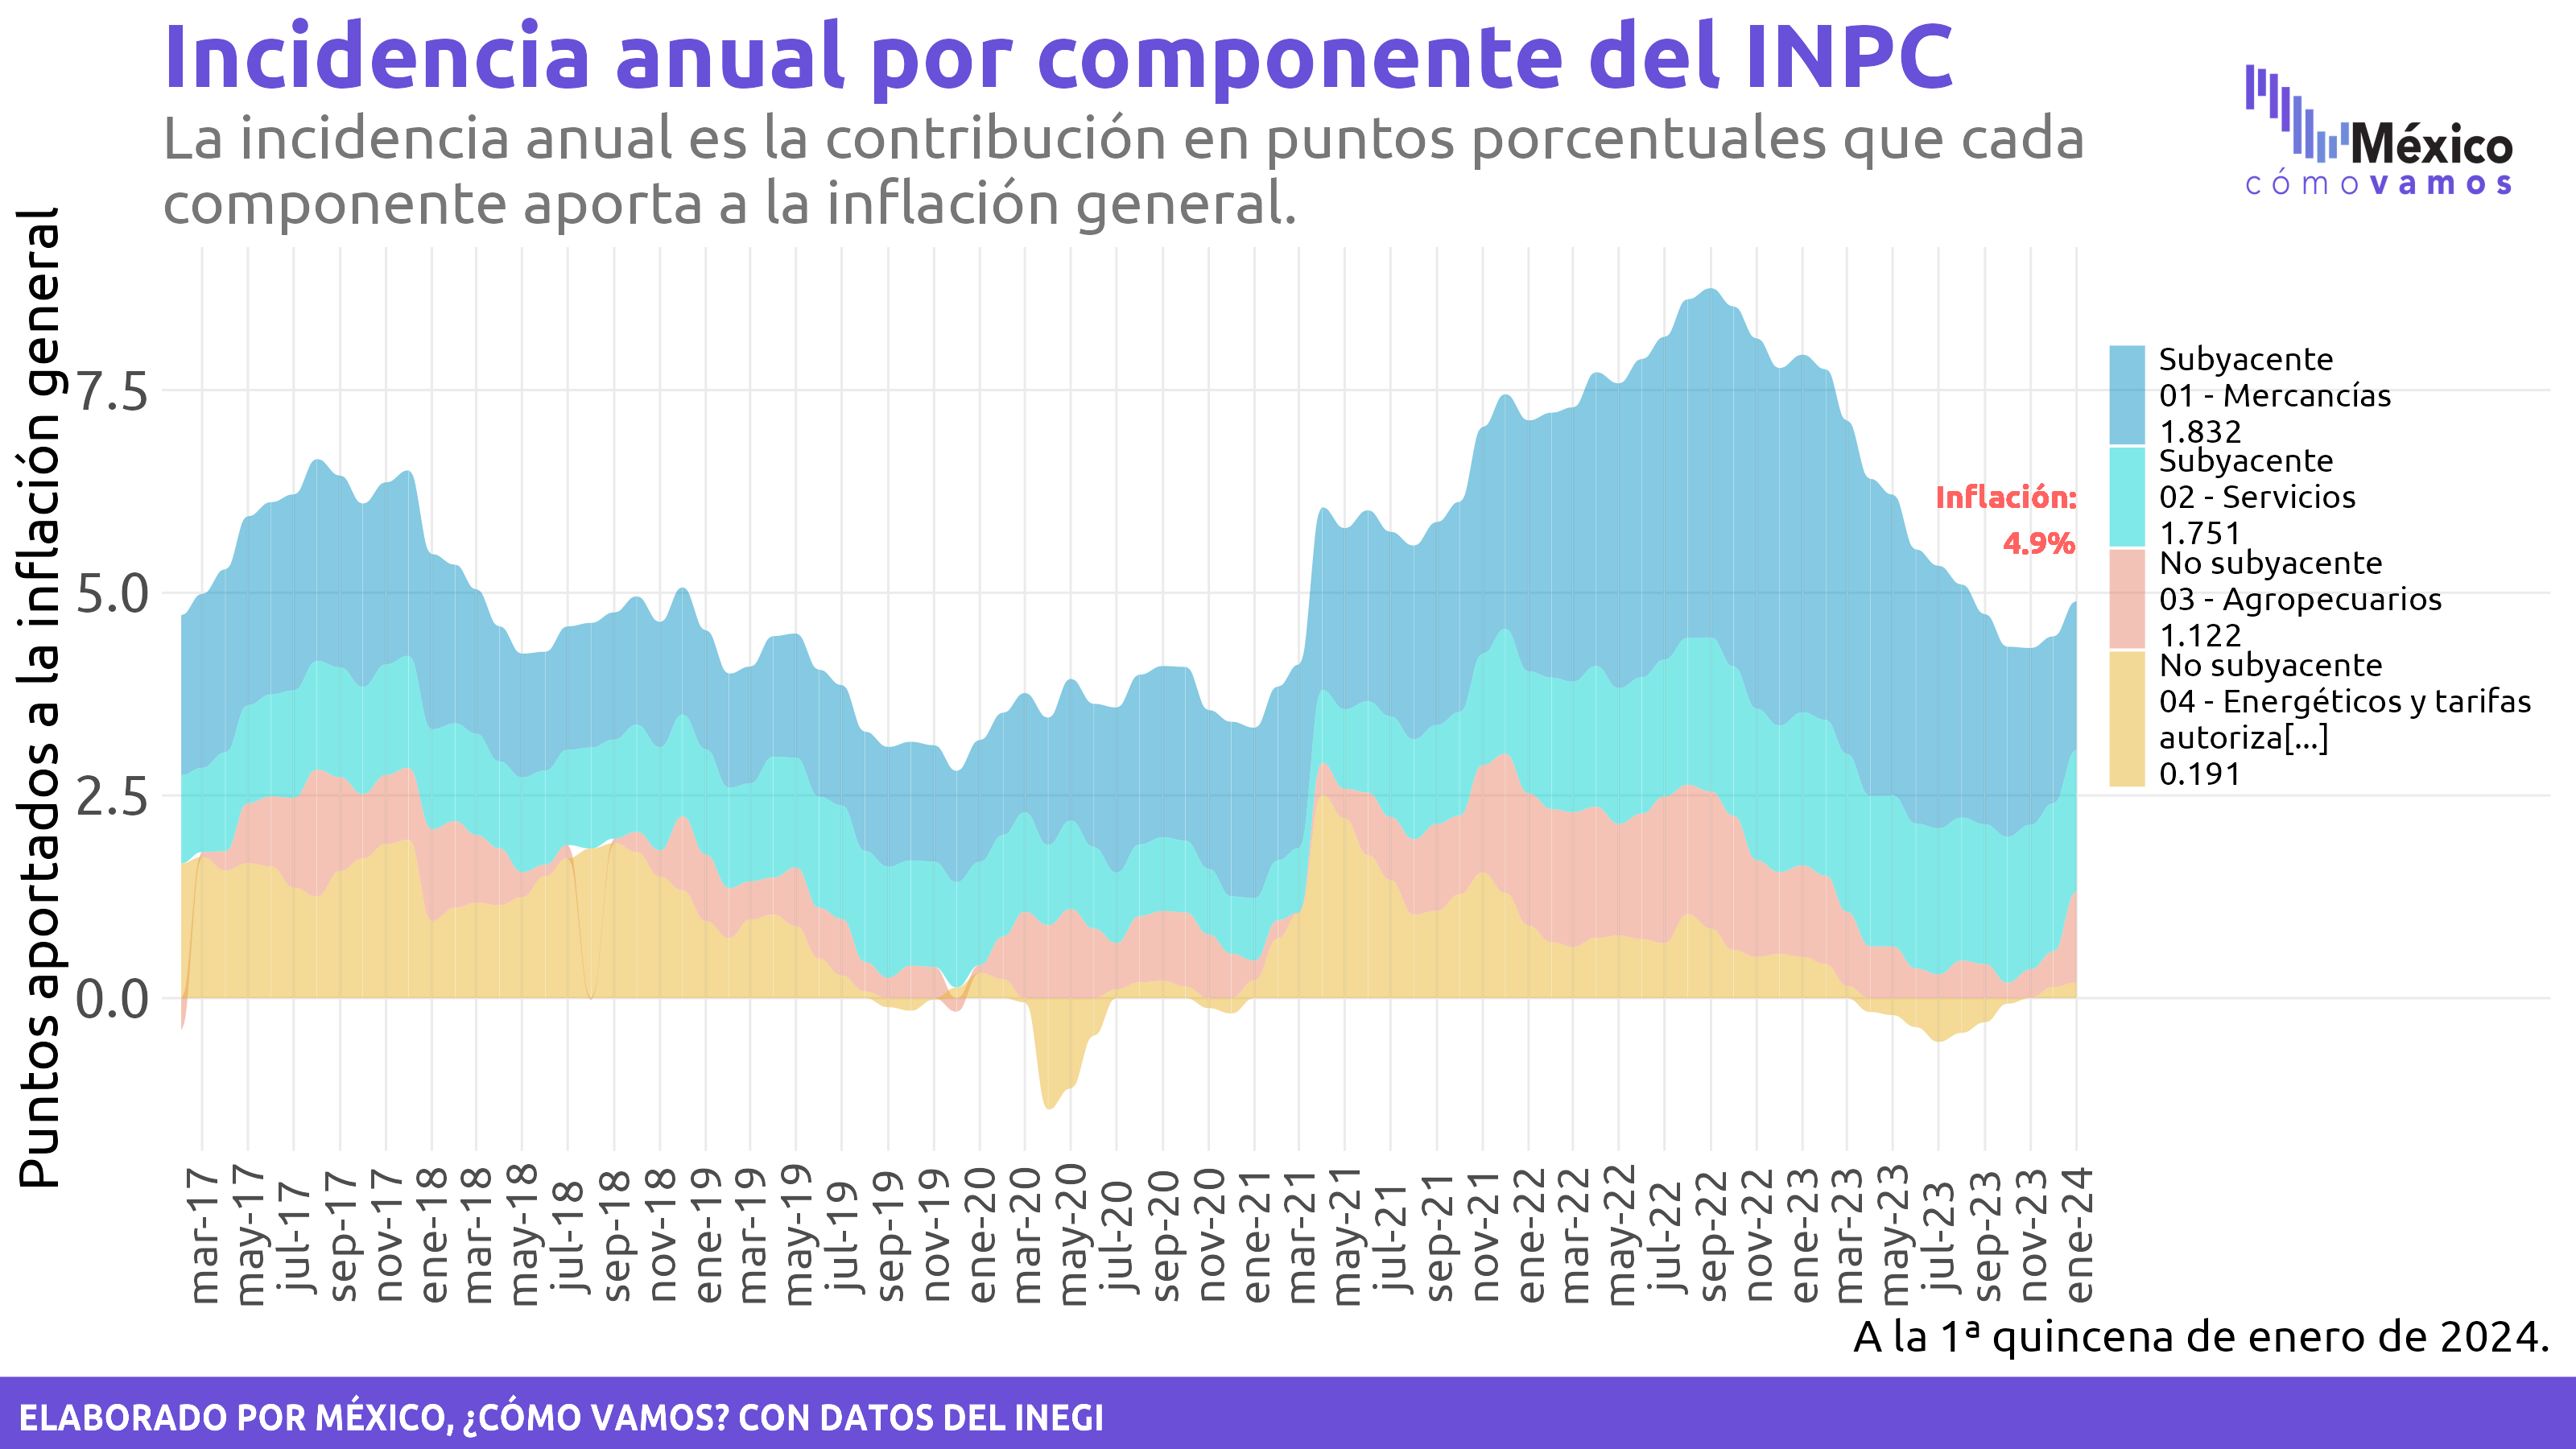 Incidencia anual por componente del INPC
La incidencia anual es la contribución en puntos porcentuales que cada
componente aporta a la inflación general.
México
cómovamos
Puntos aportados a la inflación general
7.5
5.0
2.5
0.0
Inflación:
4.9%
Subyacente
01 - Mercancías
1.832
Subyacente
02 - Servicios
1.751
No subyacente
03 - Agropecuarios
1.122
No subyacente
04 - Energéticos y tarifas
autoriza[...]
0.191
mar-17
may-17
jul-17
sep-17
nov-17
ene-18
mar-18
may-18
jul-18
sep-18
nov-18
ene-19
mar-19
may-19
jul-19
sep-19
nov-19
ene-20
mar-20
may-20
jul-20
sep-20
nov-20
ene-21
mar-21
may-21
jul-21
sep-21
nov-21
ene-22
mar-22
may-22
jul-22
sep-22
nov-22
ene-23
mar-23
may-23
jul-23
sep-23
nov-23
ene-24
A la 1ª quincena de enero de 2024.
ELABORADO POR MÉXICO, ¿CÓMO VAMOS? CON DATOS DEL INEGI